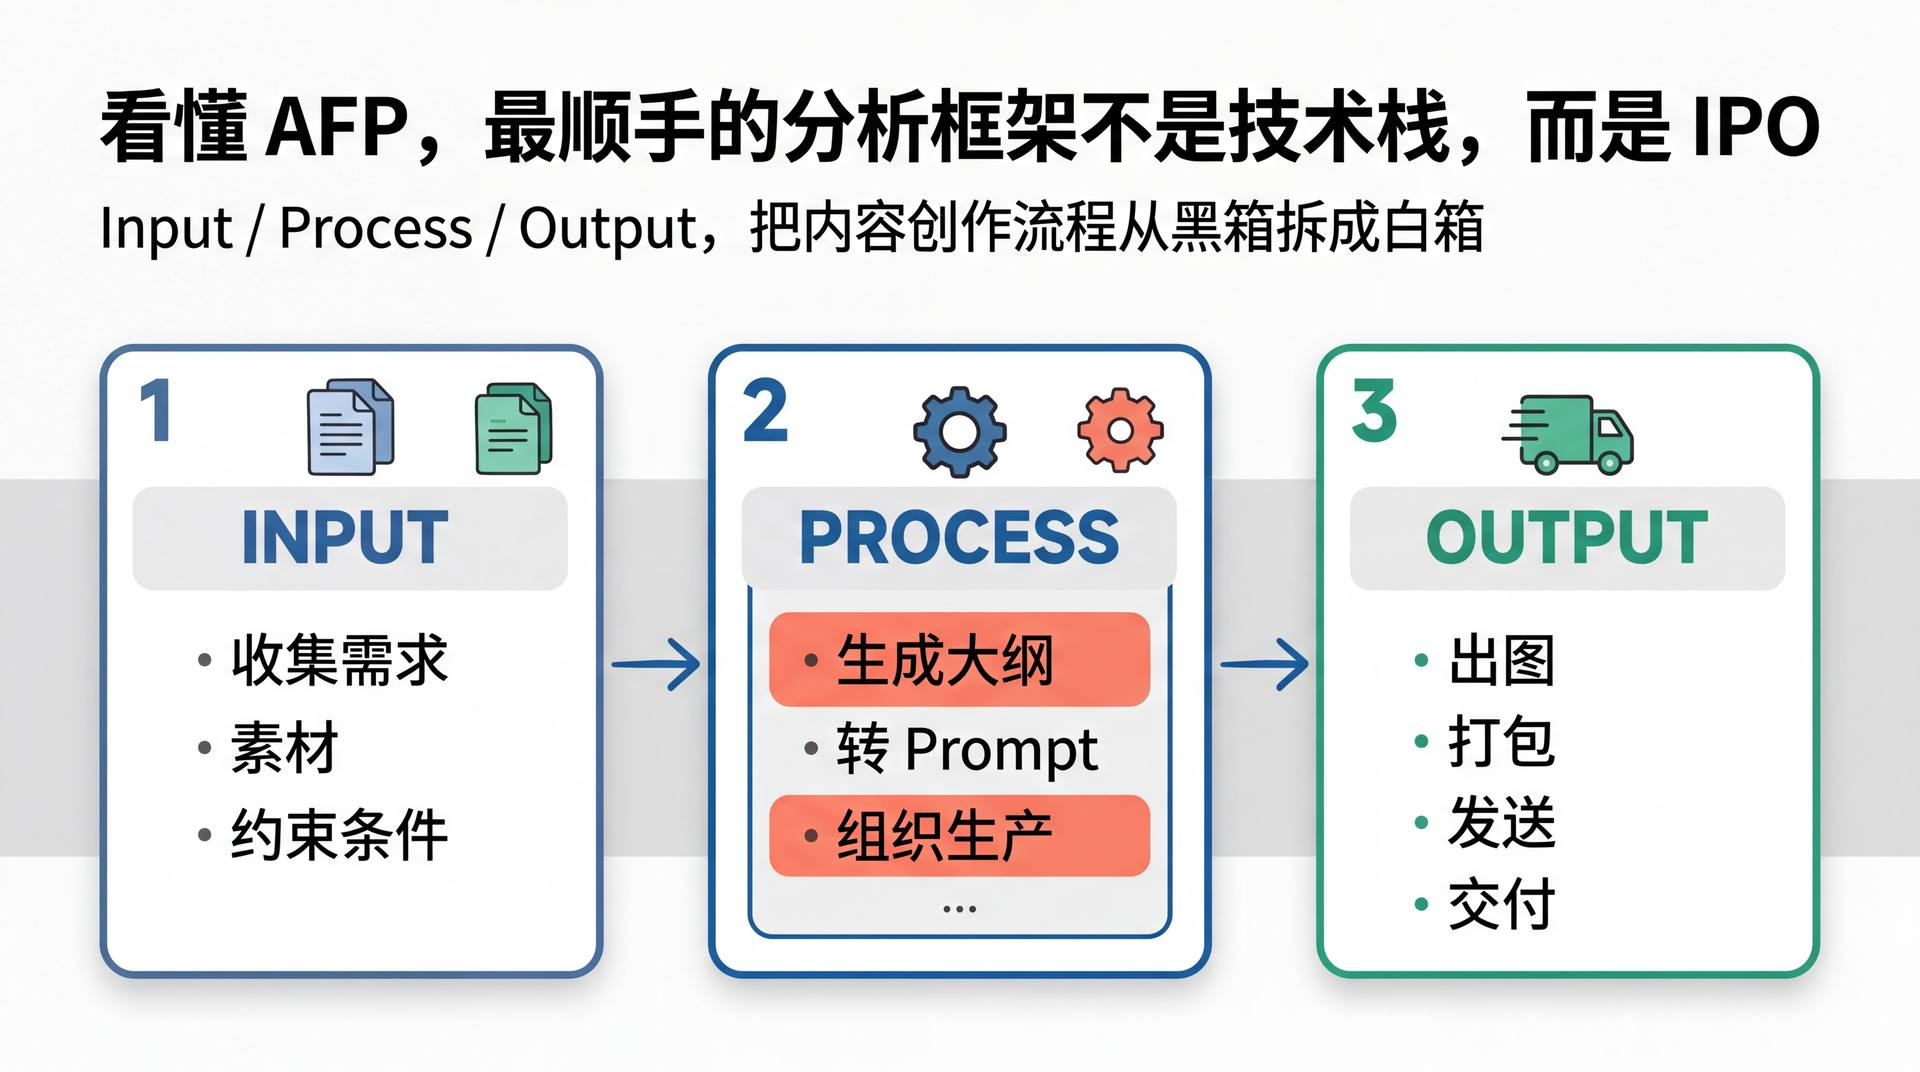 看懂 AFP，最顺手的分析框架不是技术栈，而是 IPO
Input / Process / Output，把内容创作流程从黑箱拆成白箱
1
INPUT
• 收集需求
• 素材
• 约束条件
2
PROCESS
• 生成大纲
• 转 Prompt
• 组织生产
...
3
OUTPUT
• 出图
• 打包
• 发送
• 交付